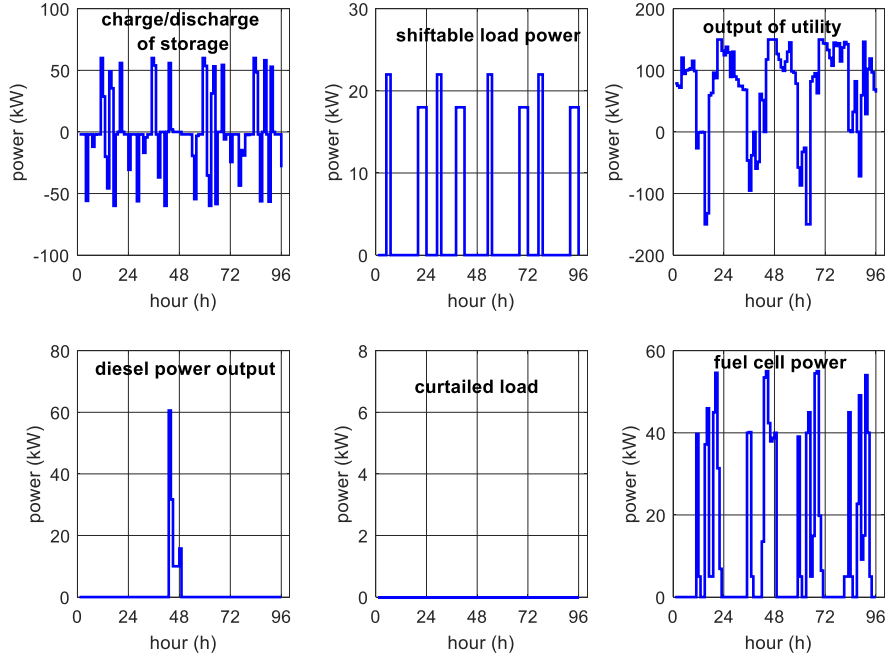 charge/discharge
of storage
power (kW)
100
50
0
-50
-100
0 24 48 72 96
hour (h)
shiftable load power
power (kW)
30
20
10
0
0 24 48 72 96
hour (h)
output of utility
power (kW)
200
100
0
-100
-200
0 24 48 72 96
hour (h)
diesel power output
power (kW)
80
60
40
20
0
0 24 48 72 96
hour (h)
curtailed load
power (kW)
8
6
4
2
0
0 24 48 72 96
hour (h)
fuel cell power
power (kW)
60
40
20
0
0 24 48 72 96
hour (h)